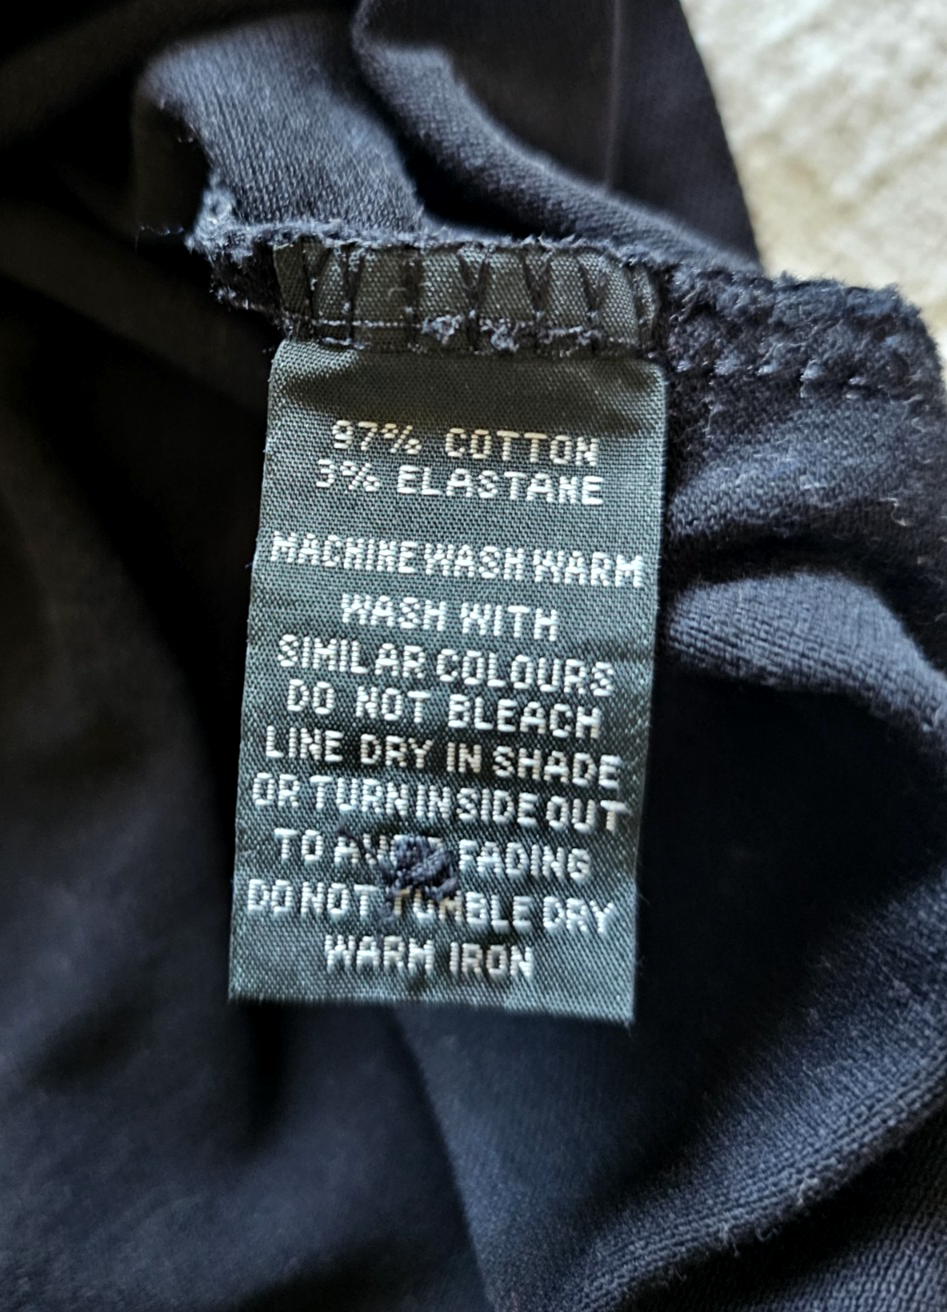 97% COTTON
3% ELASTANE
MACHINE WASH WARM
WASH WITH
SIMILAR COLOURS
DO NOT BLEACH
LINE DRY IN SHADE
OR TURN INSIDE OUT
TO AVOID FADING
DO NOT TUMBLE DRY
WARM IRON